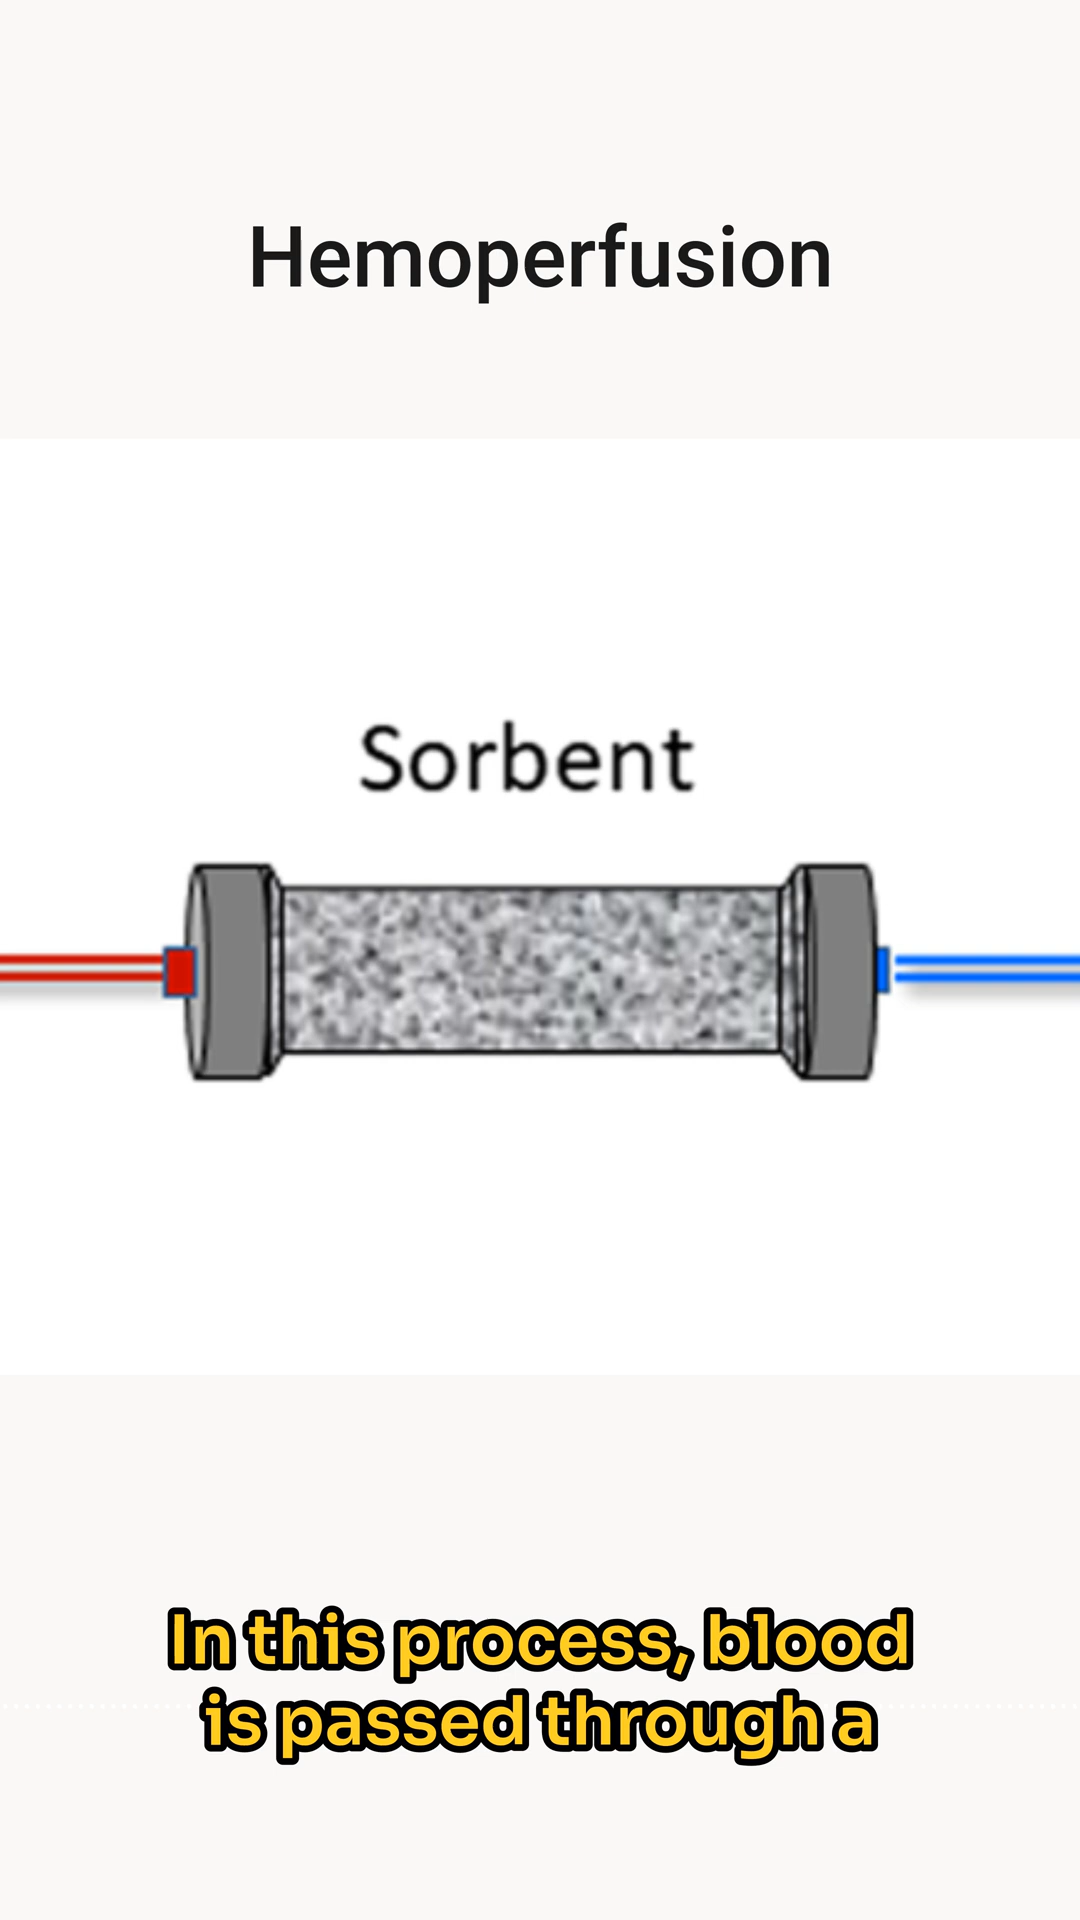 Hemoperfusion
Sorbent
In this process, blood
is passed through a